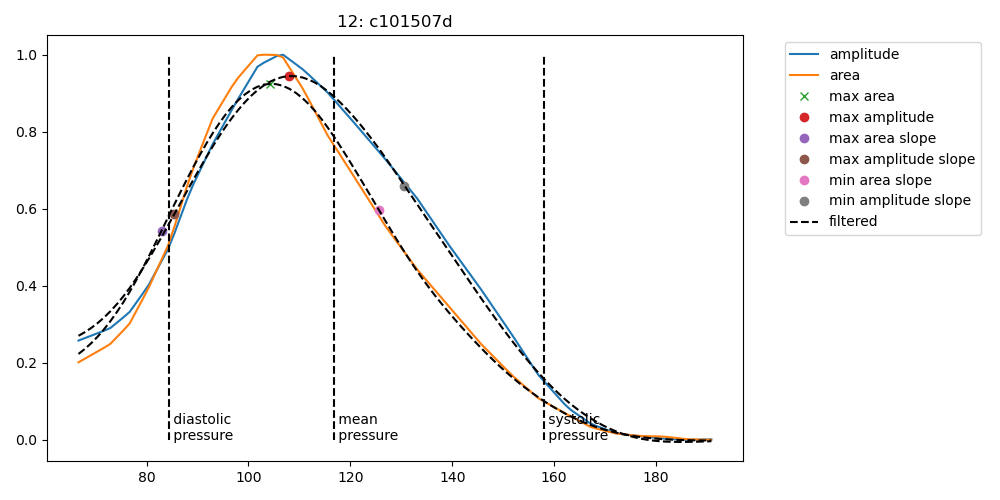 12: c101507d
1.0
0.8
0.6
0.4
0.2
0.0
80
100
120
140
160
180
diastolic
pressure
mean
pressure
systolic
pressure
amplitude
area
max area
max amplitude
max area slope
max amplitude slope
min area slope
min amplitude slope
filtered